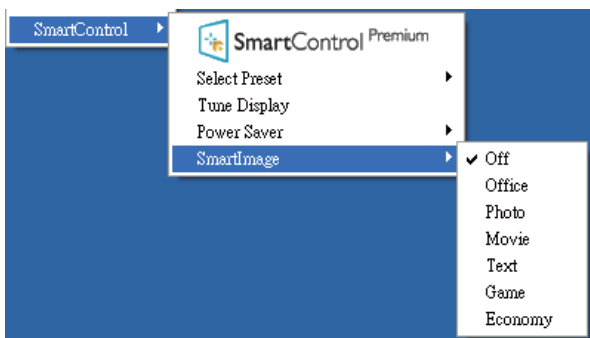 SmartControl
SmartControl Premium
Select Preset
Tune Display
Power Saver
SmartImage
Off
Office
Photo
Movie
Text
Game
Economy